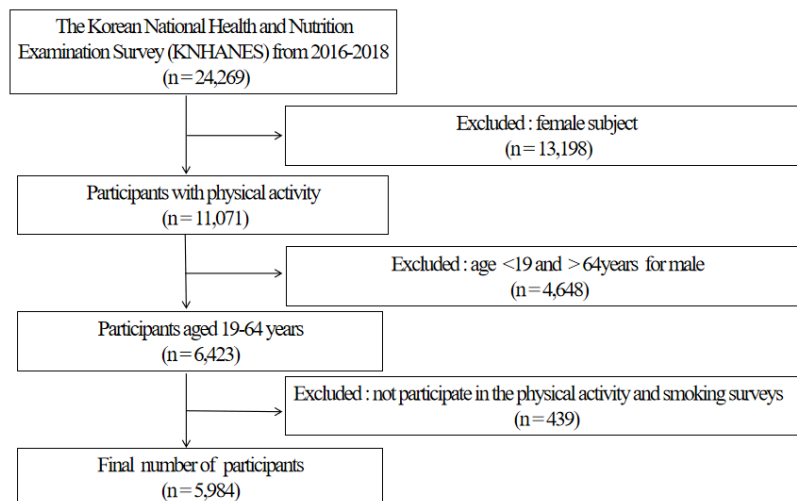 The Korean National Health and Nutrition
Examination Survey (KNHANES) from 2016-2018
(n = 24,269)
Excluded : female subject
(n = 13,198)
Participants with physical activity
(n = 11,071)
Excluded : age <19 and > 64years for male
(n = 4,648)
Participants aged 19-64 years
(n = 6,423)
Excluded : not participate in the physical activity and smoking surveys
(n = 439)
Final number of participants
(n = 5,984)